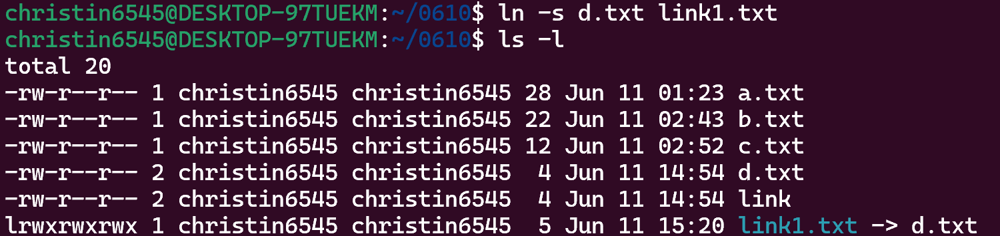 christin6545@DESKTOP-97TUEKM:~/0610$ ln -s d.txt link1.txt
christin6545@DESKTOP-97TUEKM:~/0610$ ls -l
total 20
-rw-r--r-- 1 christin6545 christin6545 28 Jun 11 01:23 a.txt
-rw-r--r-- 1 christin6545 christin6545 22 Jun 11 02:43 b.txt
-rw-r--r-- 1 christin6545 christin6545 12 Jun 11 02:52 c.txt
-rw-r--r-- 2 christin6545 christin6545  4 Jun 11 14:54 d.txt
-rw-r--r-- 2 christin6545 christin6545  4 Jun 11 14:54 link
lrwxrwxrwx 1 christin6545 christin6545  5 Jun 11 15:20 link1.txt -> d.txt